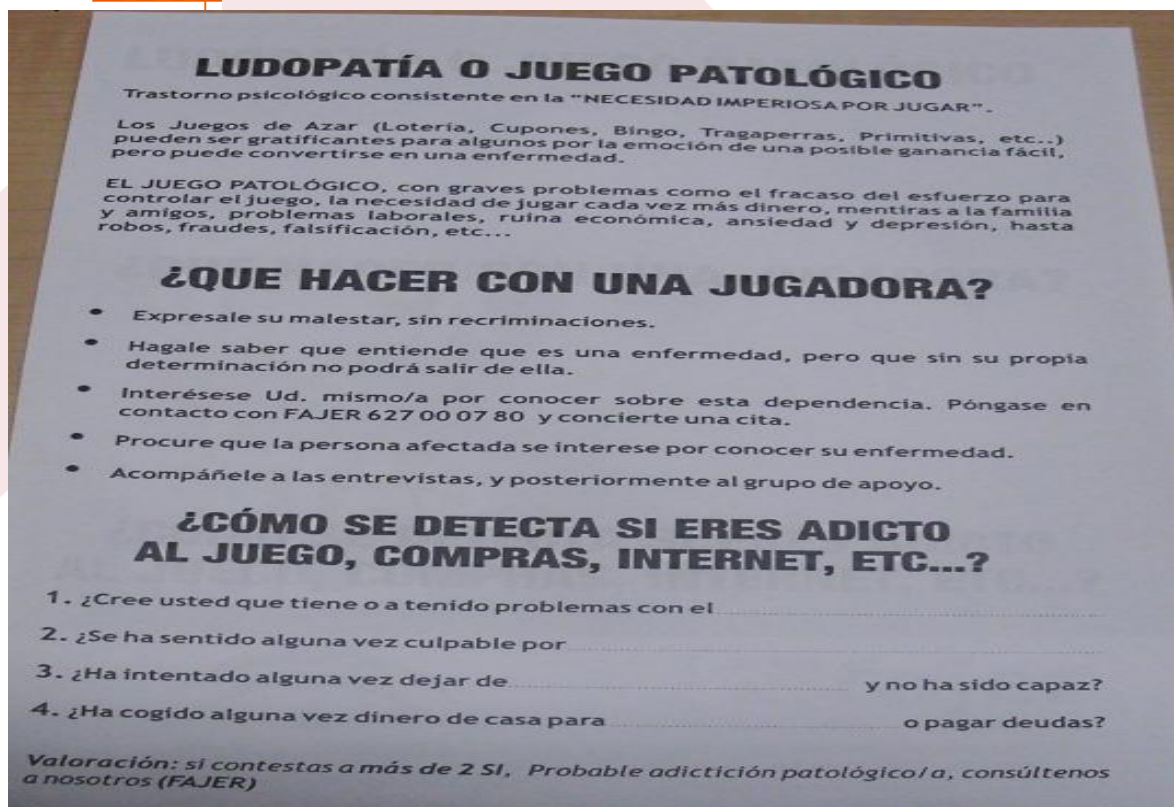 LUDOPATÍA O JUEGO PATOLÓGICO
Trastorno psicológico consistente en la "NECESIDAD IMPERIOSA POR JUGAR".
Los Juegos de Azar (Lotería, Cupones, Bingo, Tragaperras, Primitivas, etc..)
pueden ser gratificantes para algunos por la emoción de una posible ganancia fácil,
pero puede convertirse en una enfermedad.
EL JUEGO PATOLÓGICO, con graves problemas como el fracaso del esfuerzo para
controlar el juego, la necesidad de jugar cada vez más dinero, mentiras a la familia
y amigos, problemas laborales, ruina económica, ansiedad y depresión, hasta
robos, fraudes, falsificación, etc...
¿QUE HACER CON UNA JUGADORA?
• Expresale su malestar, sin recriminaciones.
• Hagale saber que entiende que es una enfermedad, pero que sin su propia
determinación no podrá salir de ella.
• Interésese Ud. mismo/a por conocer sobre esta dependencia. Póngase en
contacto con FAJER 627 00 07 80 y concierte una cita.
• Procure que la persona afectada se interese por conocer su enfermedad.
• Acompáñele a las entrevistas, y posteriormente al grupo de apoyo.
¿CÓMO SE DETECTA SI ERES ADICTO
AL JUEGO, COMPRAS, INTERNET, ETC...?
1. ¿Cree usted que tiene o a tenido problemas con el
2. ¿Se ha sentido alguna vez culpable por
3. ¿Ha intentado alguna vez dejar de y no ha sido capaz?
4. ¿Ha cogido alguna vez dinero de casa para o pagar deudas?
Valoración: si contestas a más de 2 SI, Probable adictición patológico/a, consúltenos
a nosotros (FAJER)